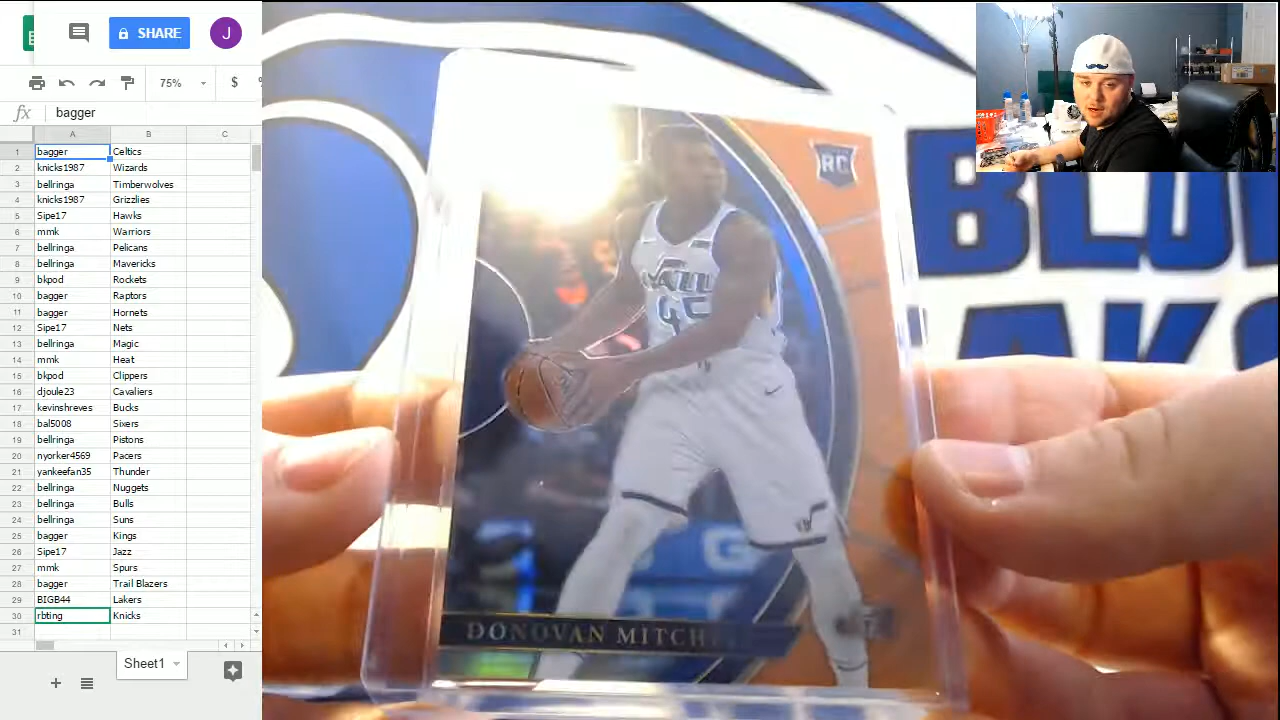 SHARE
J
75%
$
fx bagger
A B C
1 bagger Celtics
2 knicks1987 Wizards
3 bellringa Timberwolves
4 knicks1987 Grizzlies
5 Sipe17 Hawks
6 mmk Warriors
7 bellringa Pelicans
8 bellringa Mavericks
9 bkpod Rockets
10 bagger Raptors
11 bagger Hornets
12 Sipe17 Nets
13 bellringa Magic
14 mmk Heat
15 bkpod Clippers
16 djoule23 Cavaliers
17 kevinshreves Bucks
18 bal5008 Sixers
19 bellringa Pistons
20 nyorker4569 Pacers
21 yankeefan35 Thunder
22 bellringa Nuggets
23 bellringa Bulls
24 bellringa Suns
25 bagger Kings
26 Sipe17 Jazz
27 mmk Spurs
28 bagger Trail Blazers
29 BIGB44 Lakers
30 rbting Knicks
31
Sheet1
RC
45
DONOVAN